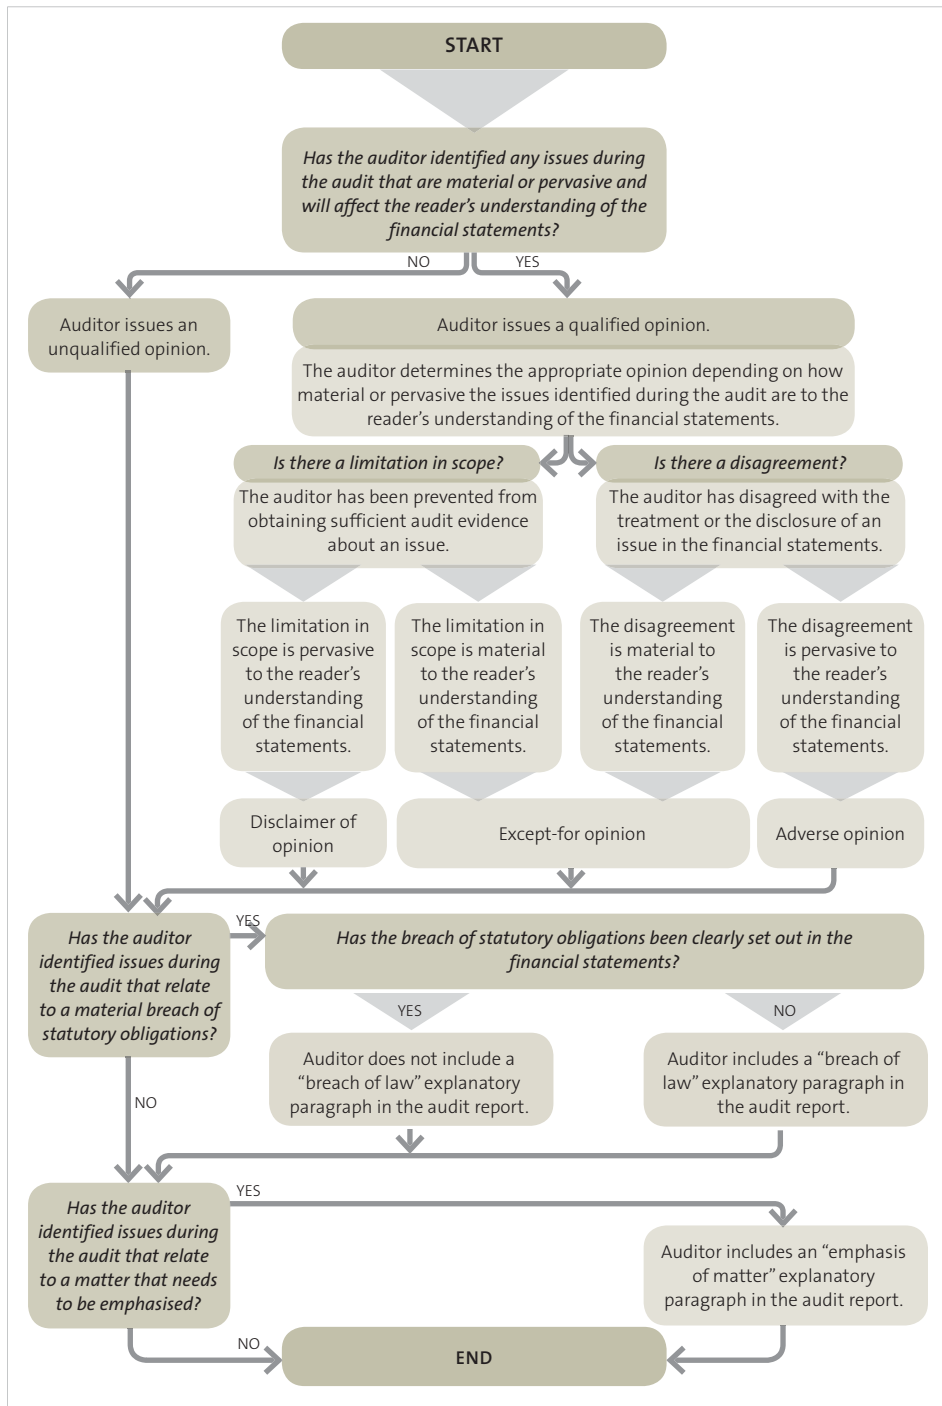 START
Has the auditor identified any issues during
the audit that are material or pervasive and
will affect the reader’s understanding of the
financial statements?
NO
YES
Auditor issues an
unqualified opinion.
Auditor issues a qualified opinion.
The auditor determines the appropriate opinion depending on how
material or pervasive the issues identified during the audit are to the
reader’s understanding of the financial statements.
Is there a limitation in scope?
The auditor has been prevented from
obtaining sufficient audit evidence
about an issue.
Is there a disagreement?
The auditor has disagreed with the
treatment or the disclosure of an
issue in the financial statements.
The limitation in
scope is pervasive
to the reader’s
understanding
of the financial
statements.
The limitation in
scope is material
to the reader’s
understanding
of the financial
statements.
The disagreement
is material to
the reader’s
understanding
of the financial
statements.
The disagreement
is pervasive to
the reader’s
understanding
of the financial
statements.
Disclaimer of
opinion
Except-for opinion
Adverse opinion
Has the auditor
identified issues during
the audit that relate
to a material breach of
statutory obligations?
YES
Has the breach of statutory obligations been clearly set out in the
financial statements?
YES
NO
Auditor does not include a
“breach of law” explanatory
paragraph in the audit report.
Auditor includes a “breach of
law” explanatory paragraph in
the audit report.
NO
Has the auditor
identified issues during
the audit that relate
to a matter that needs
to be emphasised?
YES
Auditor includes an “emphasis
of matter” explanatory
paragraph in the audit report.
NO
END